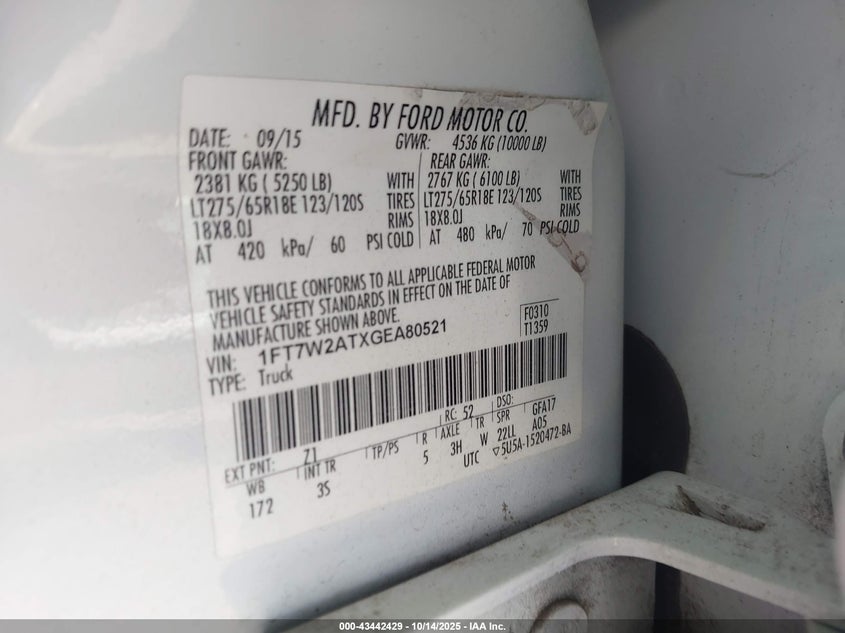 MFD. BY FORD MOTOR CO.
DATE: 09/15 GVWR: 4536 KG (10000 LB)
FRONT GAWR: REAR GAWR:
2381 KG ( 5250 LB) WITH 2767 KG ( 6100 LB) WITH
LT275/65R18E 123/120S TIRES LT275/65R18E 123/120S TIRES
18X8.0J RIMS 18X8.0J RIMS
AT 420 kPa/ 60 PSI COLD AT 480 kPa/ 70 PSI COLD
THIS VEHICLE CONFORMS TO ALL APPLICABLE FEDERAL MOTOR
VEHICLE SAFETY STANDARDS IN EFFECT ON THE DATE OF
MANUFACTURE SHOWN ABOVE.
VIN: 1FT7W2ATXGEA80521 F0310
TYPE: Truck T1359
EXT PNT: Z1 RC: 52 DSO:
WB INT TR TP/PS R AXLE TR SPR GFA17
172 3S 5 3H W 22LL A05
UTC ▽5U5A-1520472-BA
000-43442429 - 10/14/2025 - IAA Inc.